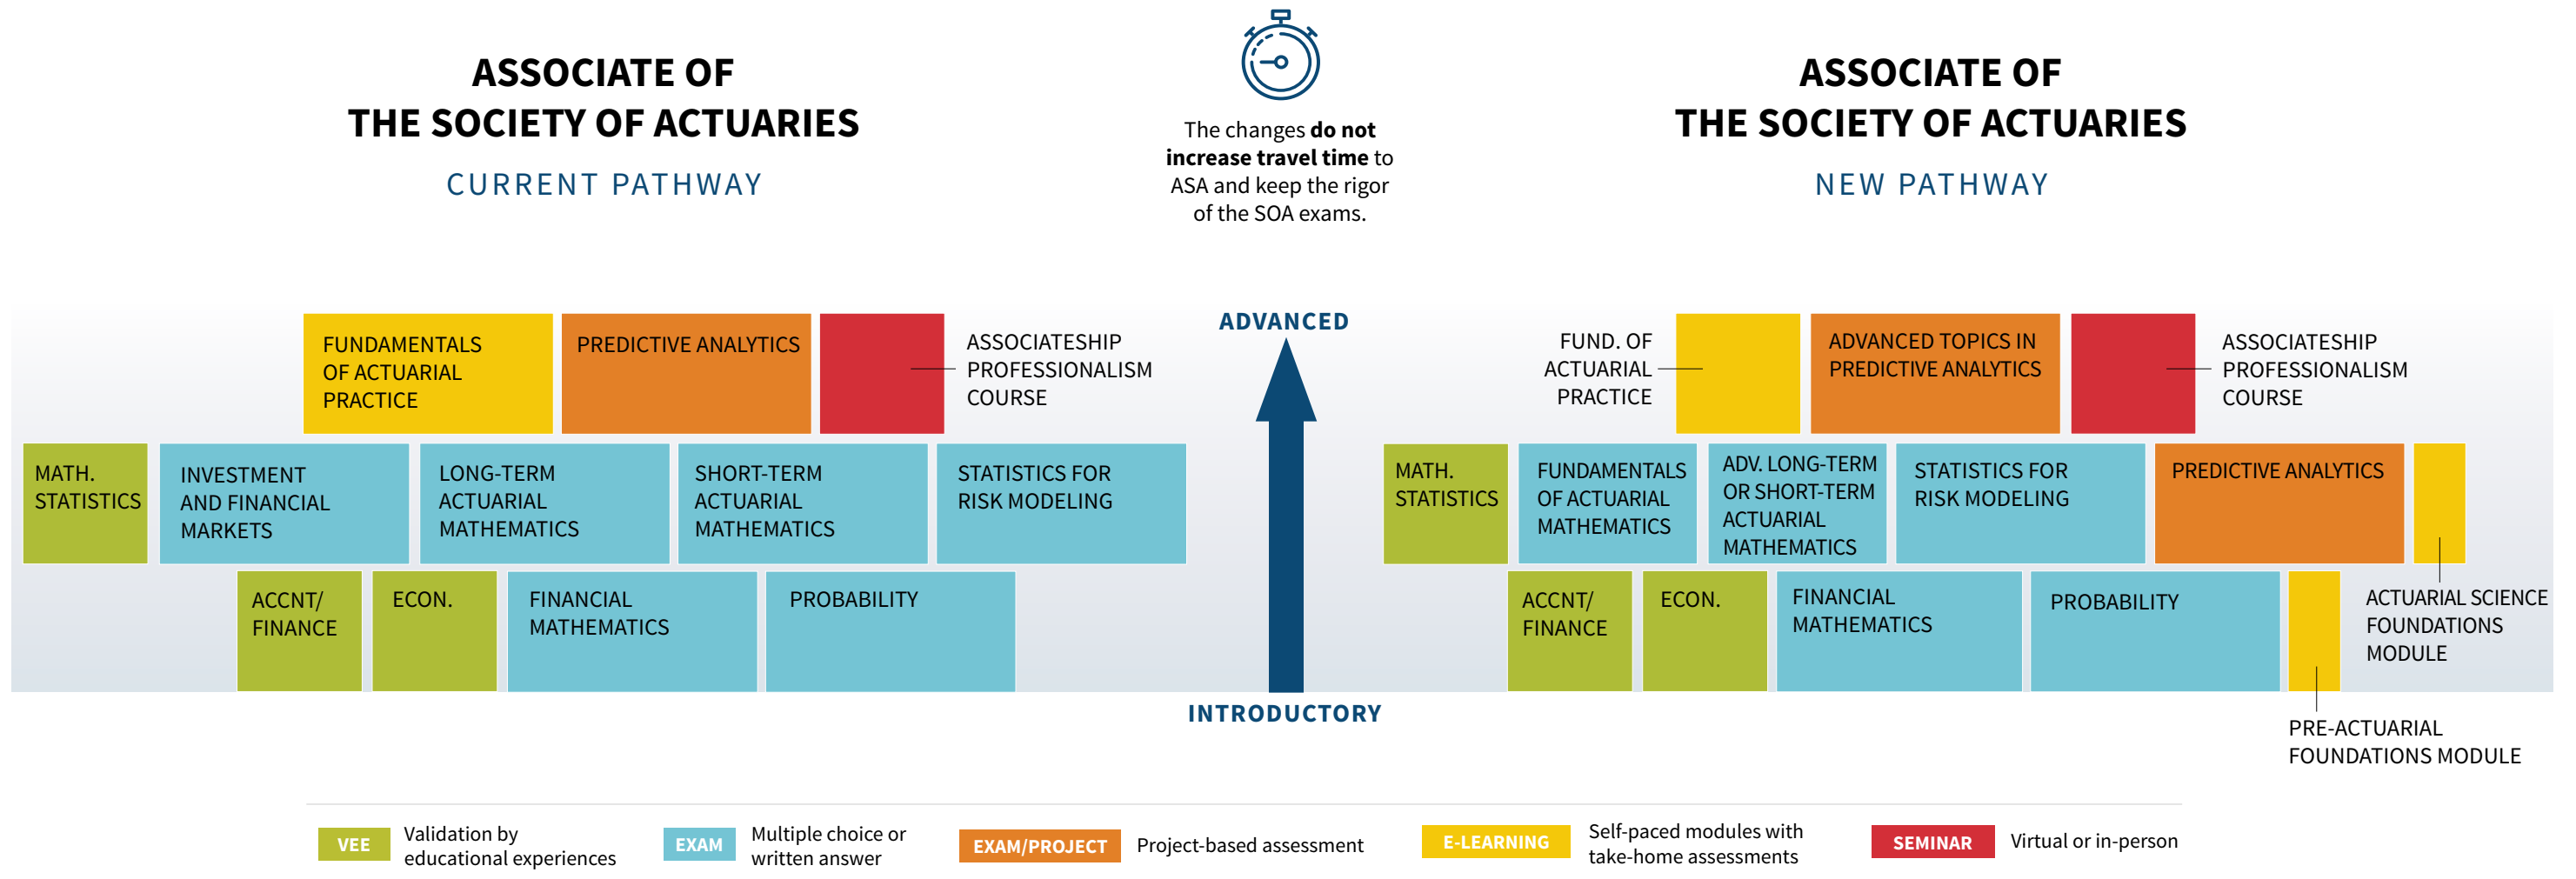 ASSOCIATE OF
THE SOCIETY OF ACTUARIES
CURRENT PATHWAY
The changes do not
increase travel time to
ASA and keep the rigor
of the SOA exams.
ASSOCIATE OF
THE SOCIETY OF ACTUARIES
NEW PATHWAY
FUNDAMENTALS
OF ACTUARIAL
PRACTICE
PREDICTIVE ANALYTICS
ASSOCIATESHIP
PROFESSIONALISM
COURSE
MATH.
STATISTICS
INVESTMENT
AND FINANCIAL
MARKETS
LONG-TERM
ACTUARIAL
MATHEMATICS
SHORT-TERM
ACTUARIAL
MATHEMATICS
STATISTICS FOR
RISK MODELING
ACCNT/
FINANCE
ECON.
FINANCIAL
MATHEMATICS
PROBABILITY
ADVANCED
INTRODUCTORY
FUND. OF
ACTUARIAL
PRACTICE
ADVANCED TOPICS IN
PREDICTIVE ANALYTICS
ASSOCIATESHIP
PROFESSIONALISM
COURSE
MATH.
STATISTICS
FUNDAMENTALS
OF ACTUARIAL
MATHEMATICS
ADV. LONG-TERM
OR SHORT-TERM
ACTUARIAL
MATHEMATICS
STATISTICS FOR
RISK MODELING
PREDICTIVE ANALYTICS
ACTUARIAL SCIENCE
FOUNDATIONS
MODULE
ACCNT/
FINANCE
ECON.
FINANCIAL
MATHEMATICS
PROBABILITY
PRE-ACTUARIAL
FOUNDATIONS MODULE
VEE
Validation by
educational experiences
EXAM
Multiple choice or
written answer
EXAM/PROJECT
Project-based assessment
E-LEARNING
Self-paced modules with
take-home assessments
SEMINAR
Virtual or in-person